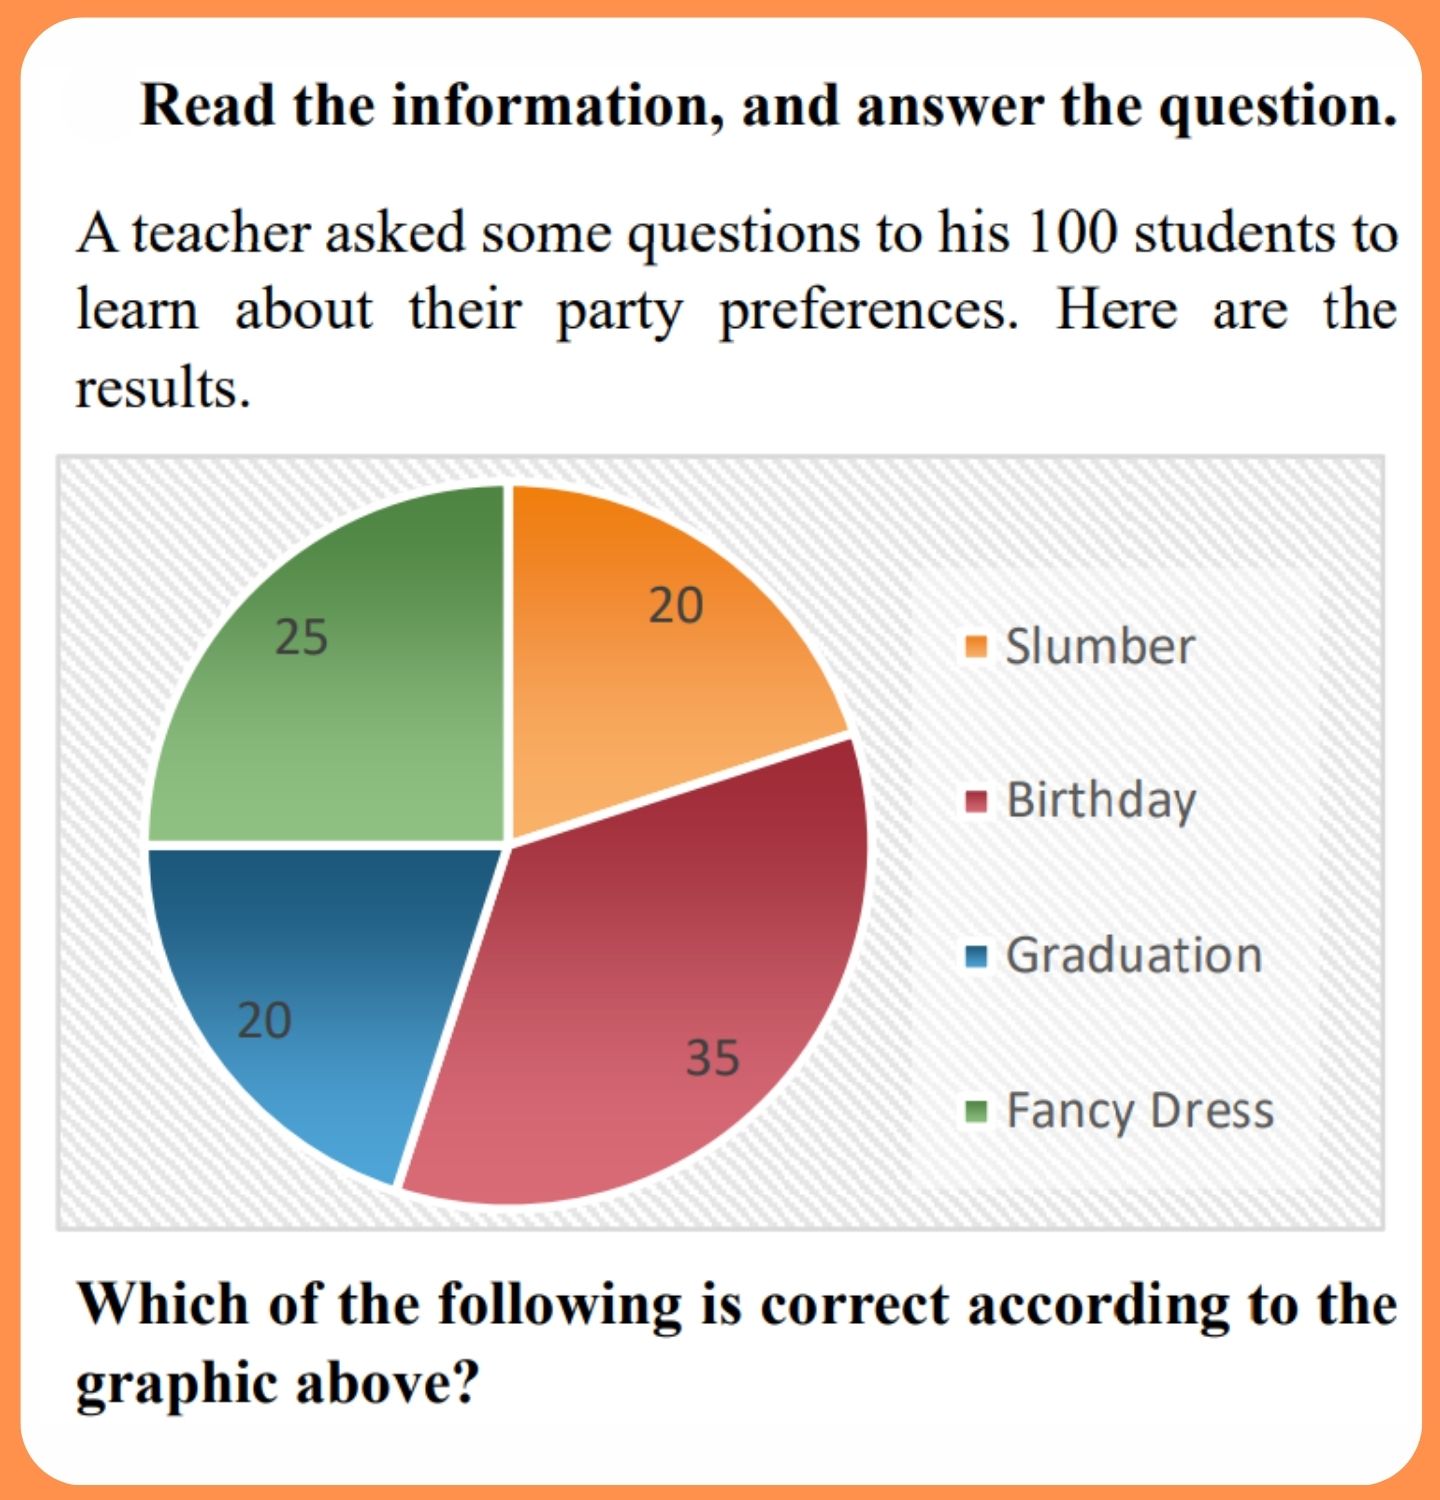 Read the information, and answer the question.
A teacher asked some questions to his 100 students to
learn about their party preferences. Here are the
results.
25
20
20
35
Slumber
Birthday
Graduation
Fancy Dress
Which of the following is correct according to the
graphic above?